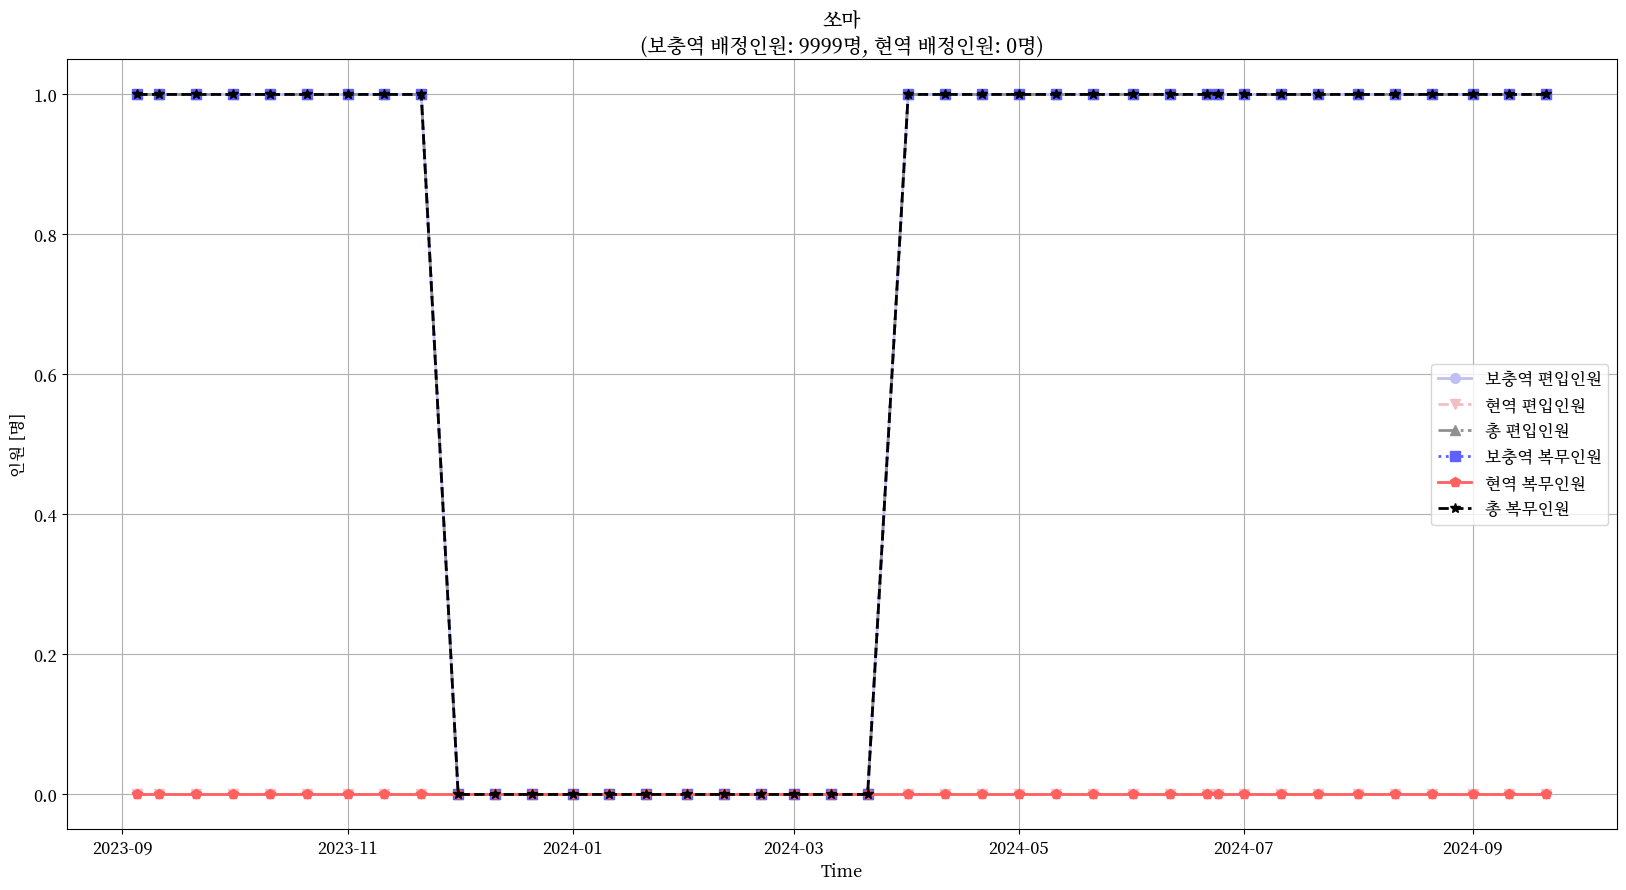 쏘마
(보충역 배정인원: 9999명, 현역 배정인원: 0명)
1.0
0.8
0.6
0.4
0.2
0.0
인원 [명]
보충역 편입인원
현역 편입인원
총 편입인원
보충역 복무인원
현역 복무인원
총 복무인원
2023-09
2023-11
2024-01
2024-03
2024-05
2024-07
2024-09
Time